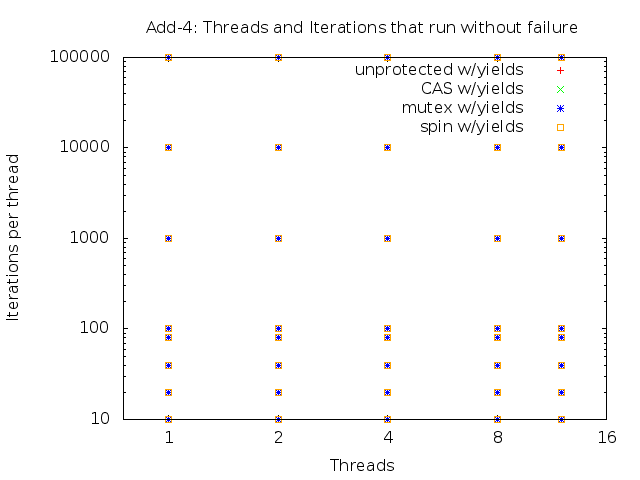 Add-4: Threads and Iterations that run without failure
100000
unprotected w/yields
CAS w/yields
mutex w/yields
spin w/yields
10000
Iterations per thread
1000
100
10
1 2 4 8 16
Threads